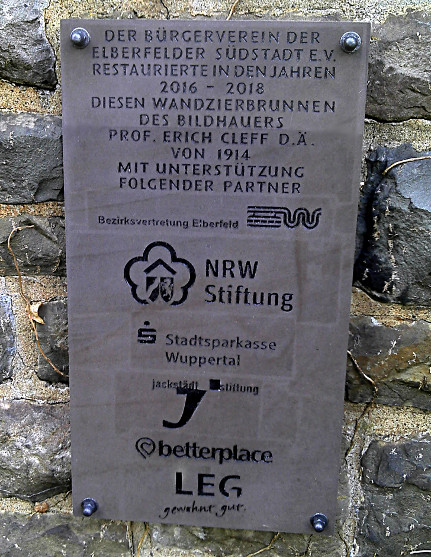 DER BÜRGERVEREIN DER
ELBERFELDER SÜDSTADT E.V.
RESTAURIERTE IN DEN JAHREN
2016 - 2018
DIESEN WANDZIERBRUNNEN
DES BILDHAUERS
PROF. ERICH CLEFF D.Ä.
VON 1914
MIT UNTERSTÜTZUNG
FOLGENDER PARTNER
Bezirksvertretung Elberfeld
NRW
Stiftung
Stadtsparkasse
Wuppertal
jackstädt stiftung
J
betterplace
LEG
gewohnt gut.